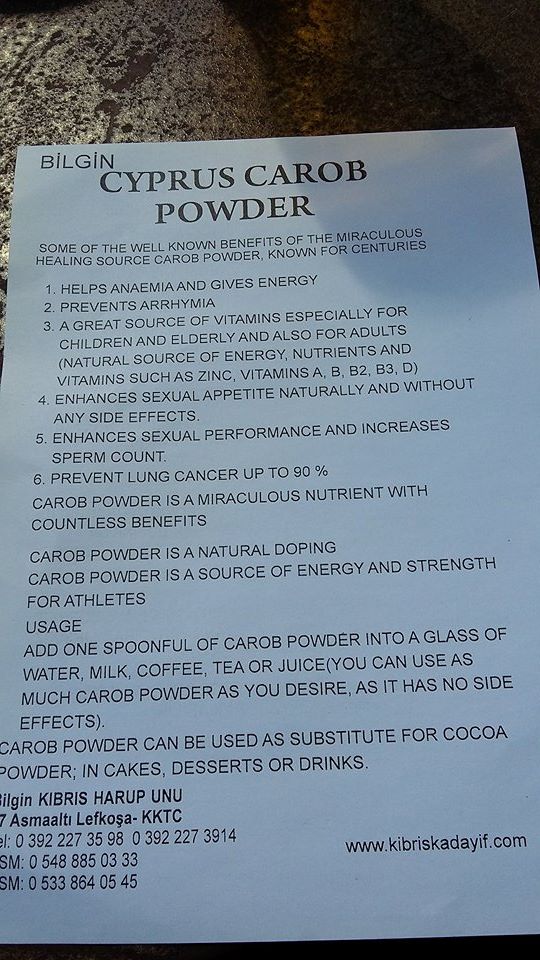 BİLGİN
CYPRUS CAROB
POWDER
SOME OF THE WELL KNOWN BENEFITS OF THE MIRACULOUS
HEALING SOURCE CAROB POWDER, KNOWN FOR CENTURIES
1. HELPS ANAEMIA AND GIVES ENERGY
2. PREVENTS ARRHYMIA
3. A GREAT SOURCE OF VITAMINS ESPECIALLY FOR
CHILDREN AND ELDERLY AND ALSO FOR ADULTS
(NATURAL SOURCE OF ENERGY, NUTRIENTS AND
VITAMINS SUCH AS ZINC, VITAMINS A, B, B2, B3, D)
4. ENHANCES SEXUAL APPETITE NATURALLY AND WITHOUT
ANY SIDE EFFECTS.
5. ENHANCES SEXUAL PERFORMANCE AND INCREASES
SPERM COUNT.
6. PREVENT LUNG CANCER UP TO 90 %
CAROB POWDER IS A MIRACULOUS NUTRIENT WITH
COUNTLESS BENEFITS
CAROB POWDER IS A NATURAL DOPING
CAROB POWDER IS A SOURCE OF ENERGY AND STRENGTH
FOR ATHLETES
USAGE
ADD ONE SPOONFUL OF CAROB POWDER INTO A GLASS OF
WATER, MILK, COFFEE, TEA OR JUICE(YOU CAN USE AS
MUCH CAROB POWDER AS YOU DESIRE, AS IT HAS NO SIDE
EFFECTS).
CAROB POWDER CAN BE USED AS SUBSTITUTE FOR COCOA
POWDER; IN CAKES, DESSERTS OR DRINKS.
Bilgin KIBRIS HARUP UNU
7 Asmaaltı Lefkoşa- KKTC
el: 0 392 227 35 98 0 392 227 3914
SM: 0 548 885 03 33
SM: 0 533 864 05 45
www.kibriskadayif.com